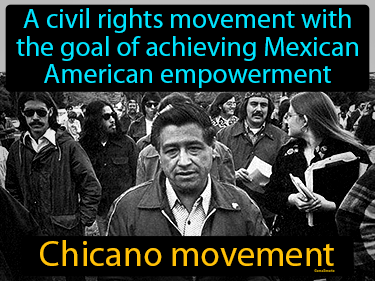 A civil rights movement with
the goal of achieving Mexican
American empowerment
Chicano movement